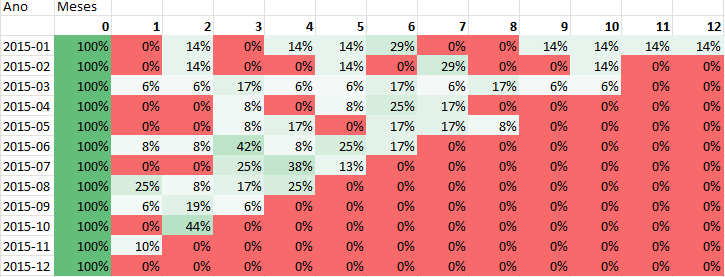 Ano Meses
0 1 2 3 4 5 6 7 8 9 10 11 12
2015-01 100% 0% 14% 0% 14% 14% 29% 0% 0% 14% 14% 14% 14%
2015-02 100% 0% 14% 0% 0% 14% 0% 29% 0% 0% 14% 0% 0%
2015-03 100% 6% 6% 17% 6% 6% 17% 6% 17% 6% 6% 0% 0%
2015-04 100% 0% 0% 8% 0% 8% 25% 17% 0% 0% 0% 0% 0%
2015-05 100% 0% 0% 8% 17% 0% 17% 17% 8% 0% 0% 0% 0%
2015-06 100% 8% 8% 42% 8% 25% 17% 0% 0% 0% 0% 0% 0%
2015-07 100% 0% 0% 25% 38% 13% 0% 0% 0% 0% 0% 0% 0%
2015-08 100% 25% 8% 17% 25% 0% 0% 0% 0% 0% 0% 0% 0%
2015-09 100% 6% 19% 6% 0% 0% 0% 0% 0% 0% 0% 0% 0%
2015-10 100% 0% 44% 0% 0% 0% 0% 0% 0% 0% 0% 0% 0%
2015-11 100% 10% 0% 0% 0% 0% 0% 0% 0% 0% 0% 0% 0%
2015-12 100% 0% 0% 0% 0% 0% 0% 0% 0% 0% 0% 0% 0%